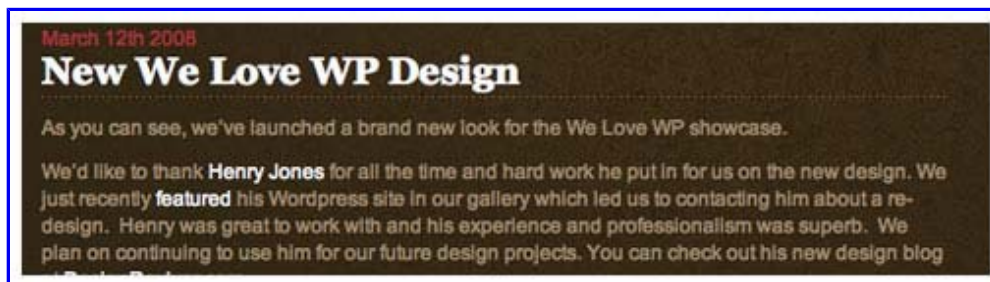 March 12th 2008
New We Love WP Design
As you can see, we've launched a brand new look for the We Love WP showcase.
We'd like to thank Henry Jones for all the time and hard work he put in for us on the new design. We
just recently featured his Wordpress site in our gallery which led us to contacting him about a re-
design.  Henry was great to work with and his experience and professionalism was superb.  We
plan on continuing to use him for our future design projects. You can check out his new design blog